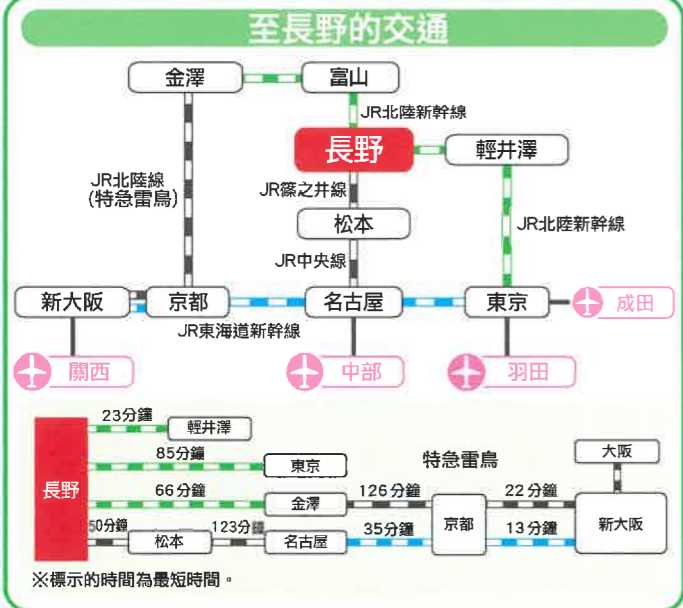 至長野的交通
金澤
富山
JR北陸新幹線
長野
輕井澤
JR北陸線
(特急雷鳥)
JR篠之井線
松本
JR北陸新幹線
JR中央線
新大阪
京都
名古屋
東京
成田
JR東海道新幹線
關西
中部
羽田
23分鐘
輕井澤
85分鐘
東京
特急雷鳥
大阪
長野
66分鐘
金澤
126分鐘
22分鐘
京都
新大阪
50分鐘
松本
123分鐘
名古屋
35分鐘
13分鐘
※標示的時間為最短時間。